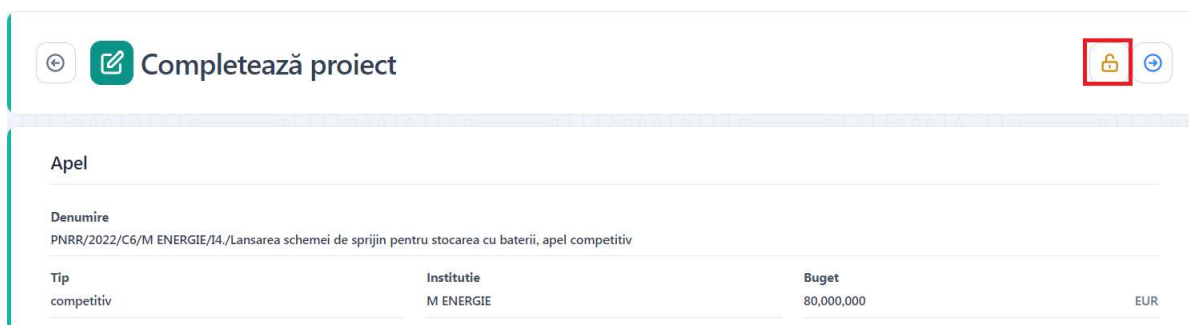 Completează proiect
Apel
Denumire
PNRR/2022/C6/M ENERGIE/I4./Lansarea schemei de sprijin pentru stocarea cu baterii, apel competitiv
Tip Institutie Buget
competitiv M ENERGIE 80,000,000 EUR